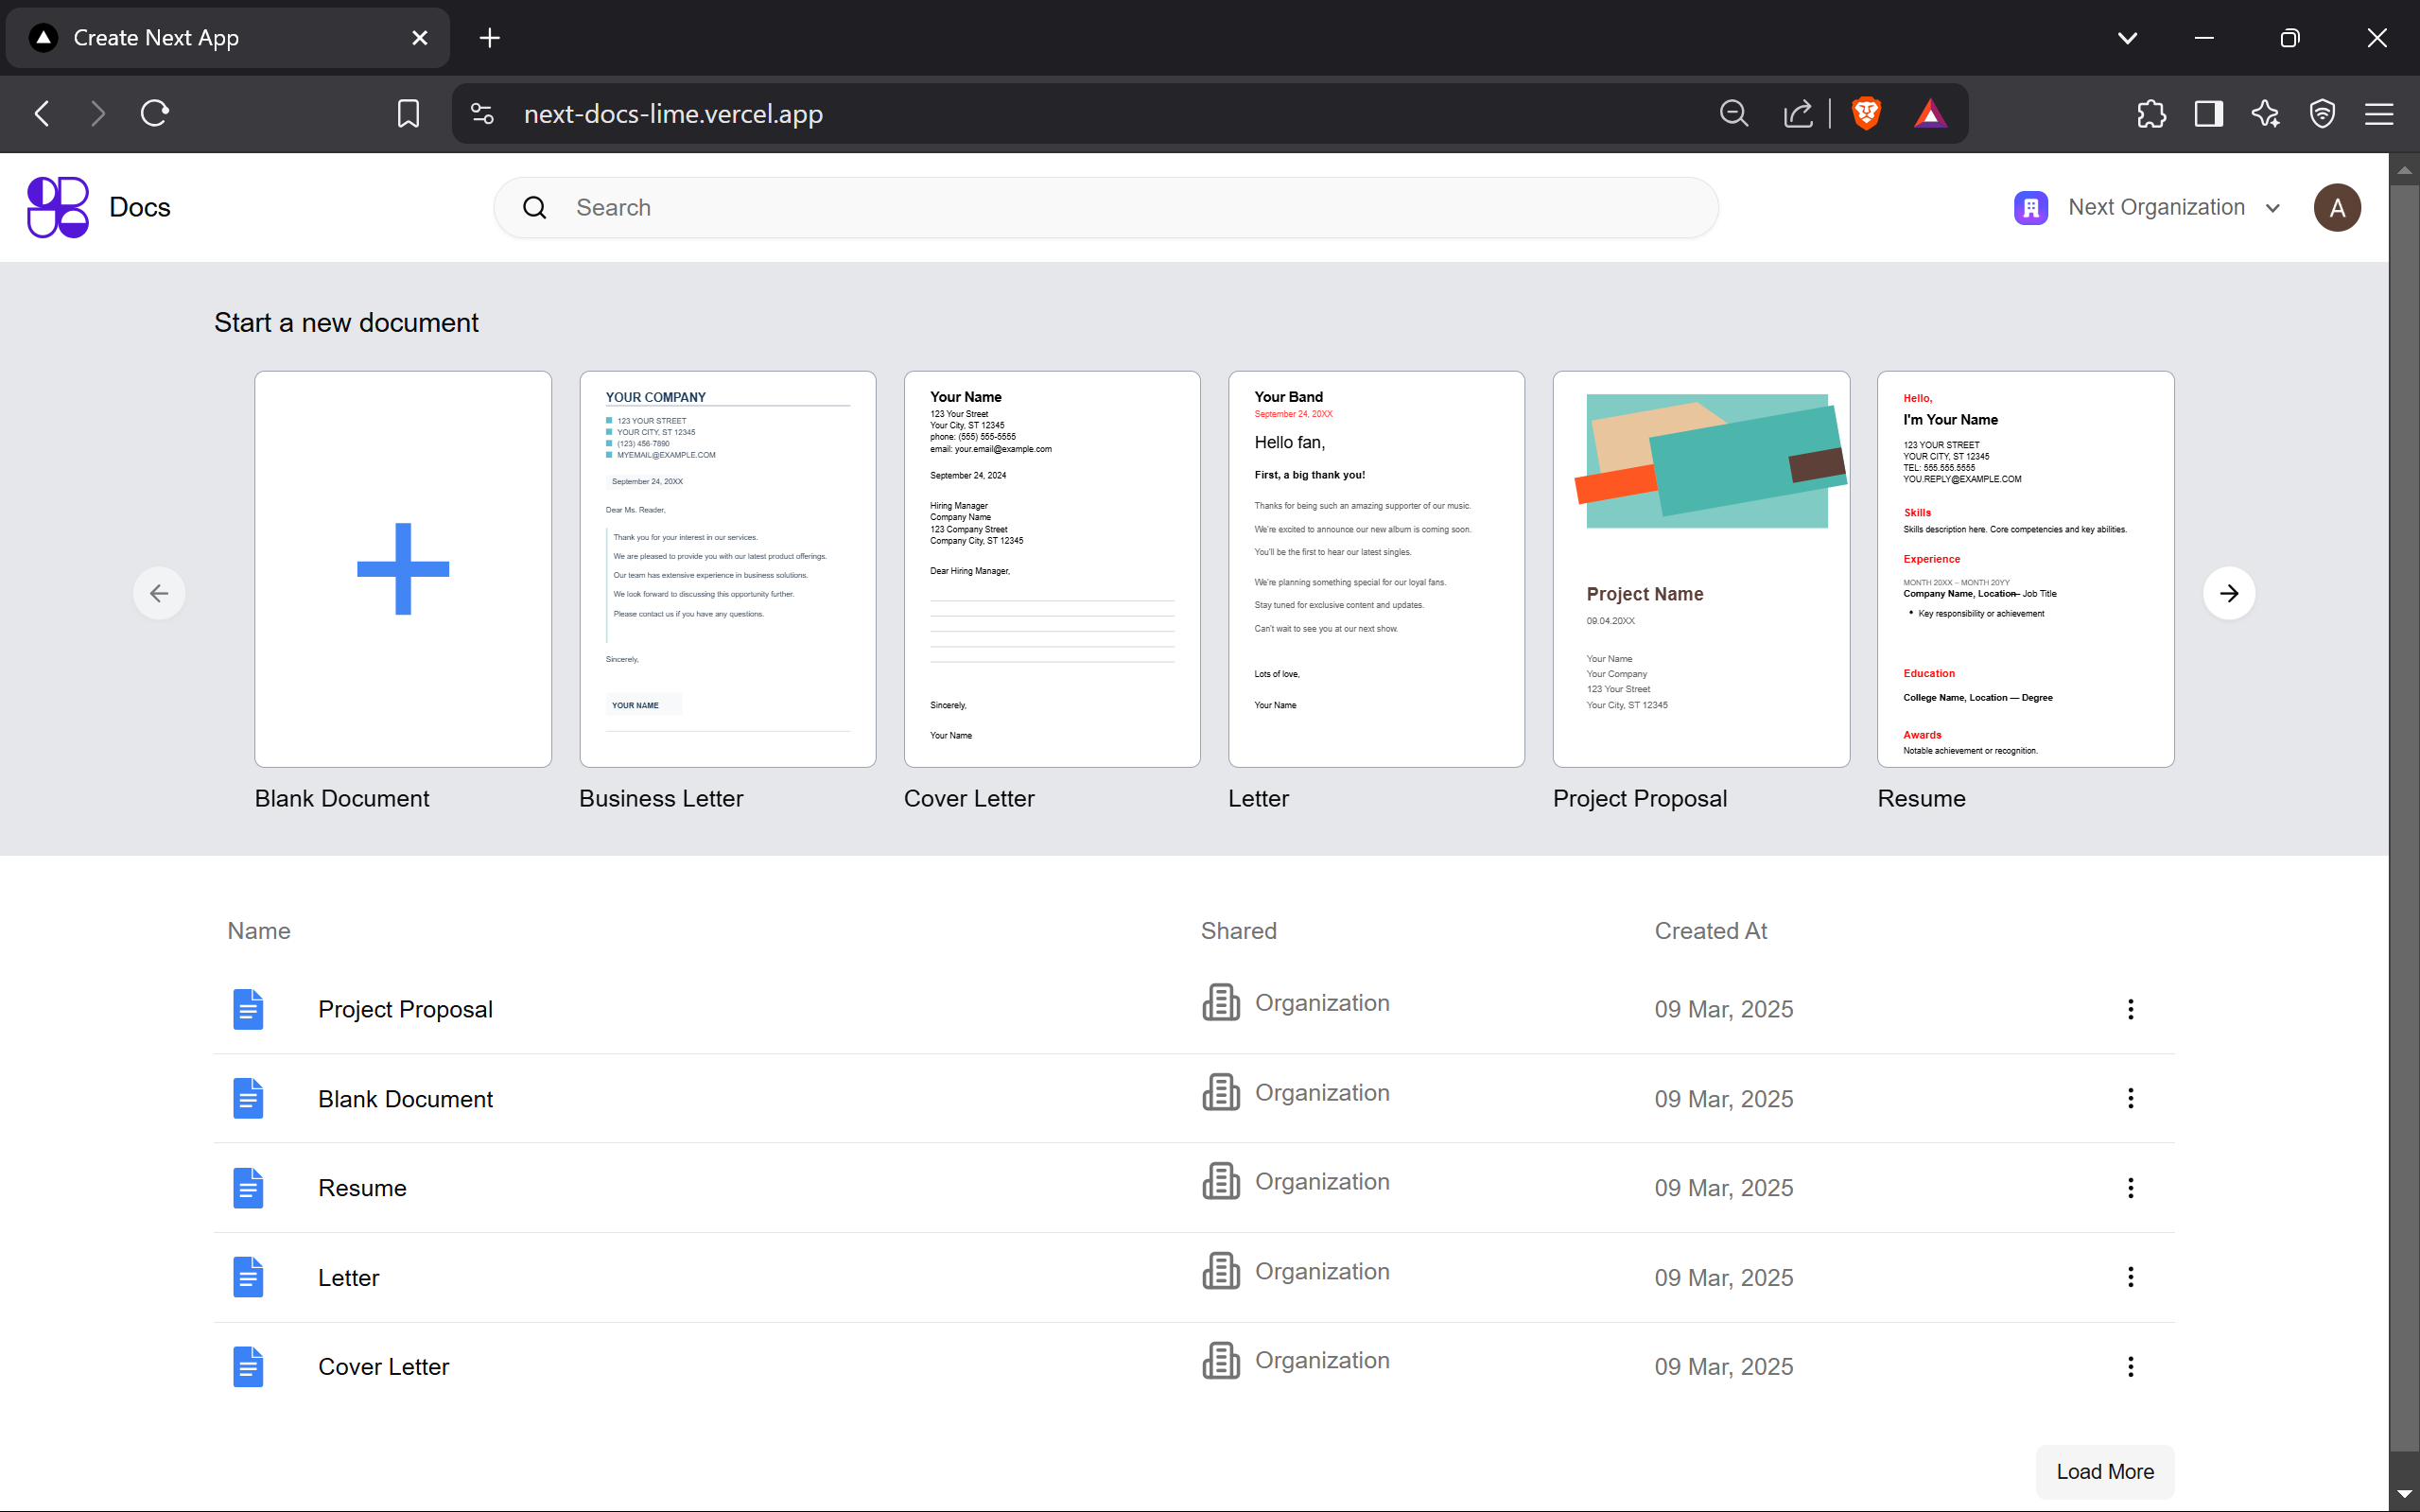 Create Next App
next-docs-lime.vercel.app
Docs
Search
Next Organization
A
Start a new document
YOUR COMPANY
123 YOUR STREET
YOUR CITY, ST 12345
(123) 456-7890
MYEMAIL@EXAMPLE.COM
September 24, 20XX
Dear Ms. Reader,
Thank you for your interest in our services.
We are pleased to provide you with our latest product offerings.
Our team has extensive experience in business solutions.
We look forward to discussing this opportunity further.
Please contact us if you have any questions.
Sincerely,
YOUR NAME
Your Name
123 Your Street
Your City, ST 12345
phone: (555) 555-5555
email: your.email@example.com
September 24, 2024
Hiring Manager
Company Name
123 Company Street
Company City, ST 12345
Dear Hiring Manager,
Sincerely,
Your Name
Your Band
September 24, 20XX
Hello fan,
First, a big thank you!
Thanks for being such an amazing supporter of our music.
We're excited to announce our new album is coming soon.
You'll be the first to hear our latest singles.
We're planning something special for our loyal fans.
Stay tuned for exclusive content and updates.
Can't wait to see you at our next show.
Lots of love,
Your Name
Project Name
09.04.20XX
Your Name
Your Company
123 Your Street
Your City, ST 12345
Hello,
I'm Your Name
123 YOUR STREET
YOUR CITY, ST 12345
TEL: 555.555.5555
YOU.REPLY@EXAMPLE.COM
Skills
Skills description here. Core competencies and key abilities.
Experience
MONTH 20XX – MONTH 20YY
Company Name, Location— Job Title
• Key responsibility or achievement
Education
College Name, Location — Degree
Awards
Notable achievement or recognition.
Blank Document
Business Letter
Cover Letter
Letter
Project Proposal
Resume
Name Shared Created At
Project Proposal Organization 09 Mar, 2025
Blank Document Organization 09 Mar, 2025
Resume Organization 09 Mar, 2025
Letter Organization 09 Mar, 2025
Cover Letter Organization 09 Mar, 2025
Load More